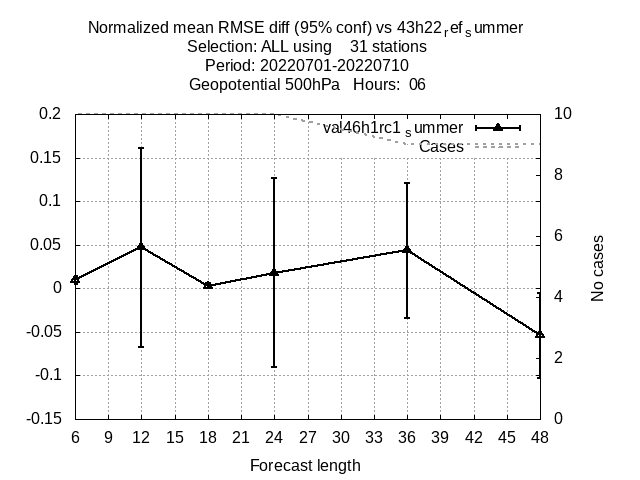 Normalized mean RMSE diff (95% conf) vs 43h22refsummer
Selection: ALL using 31 stations
Period: 20220701-20220710
Geopotential 500hPa Hours: 06
val46h1rc1summer
Cases
0.2
0.15
0.1
0.05
0
-0.05
-0.1
-0.15
10
8
6
4
2
0
No cases
6 9 12 15 18 21 24 27 30 33 36 39 42 45 48
Forecast length